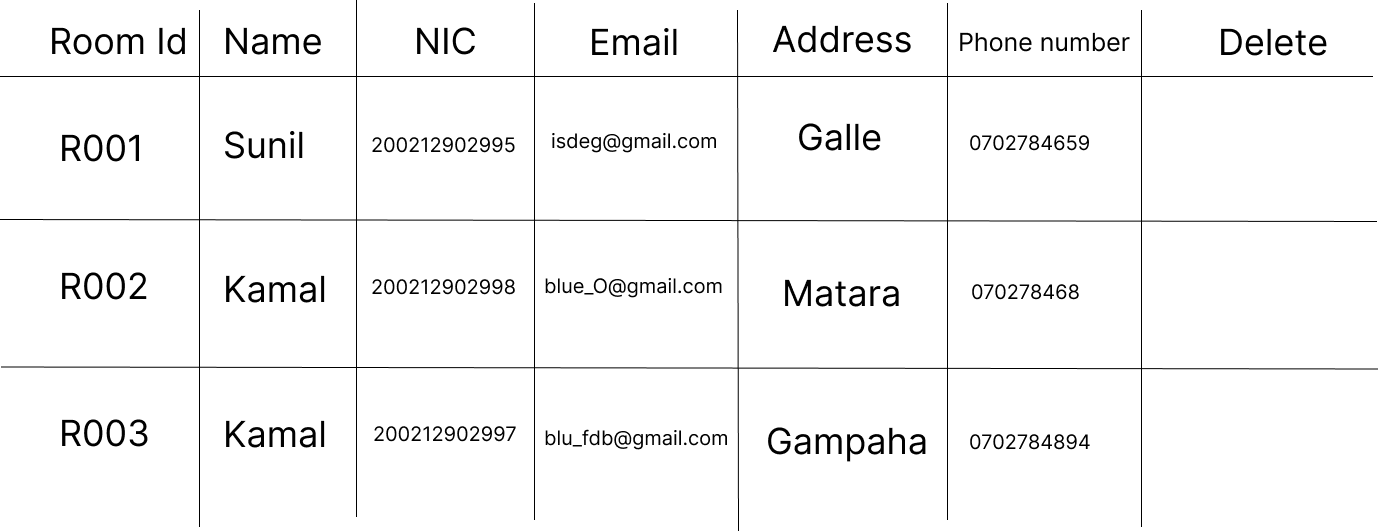 Room Id Name NIC Email Address Phone number Delete
R001 Sunil 200212902995 isdeg@gmail.com Galle 0702784659
R002 Kamal 200212902998 blue_O@gmail.com Matara 070278468
R003 Kamal 200212902997 blu_fdb@gmail.com Gampaha 0702784894